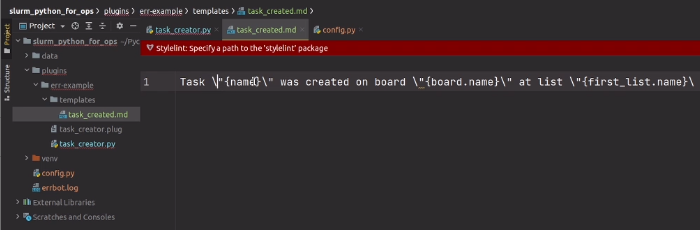 slurm_python_for_ops › plugins › err-example › templates › task_created.md
Project
task_creator.py × task_created.md × config.py ×
Project
Structure
slurm_python_for_ops ~/Pyc
data
plugins
err-example
templates
task_created.md
task_creator.plug
task_creator.py
venv
config.py
errbot.log
External Libraries
Scratches and Consoles
Stylelint: Specify a path to the 'stylelint' package
1 Task \"{name}\" was created on board \"{board.name}\" at list \"{first_list.name}\